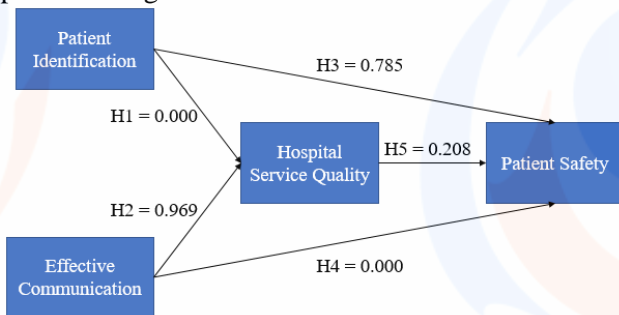 Patient
Identification
H3 = 0.785
H1 = 0.000
Hospital
Service Quality
H5 = 0.208
Patient Safety
H2 = 0.969
Effective
Communication
H4 = 0.000